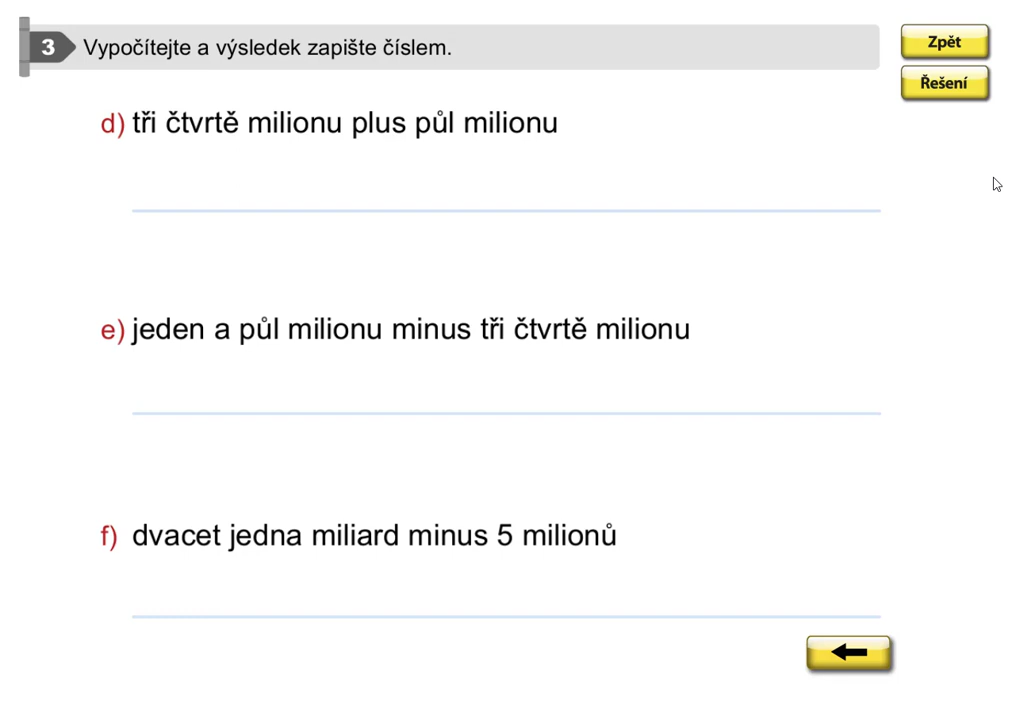 3 Vypočítejte a výsledek zapište číslem.
Zpět
Řešení
d) tři čtvrtě milionu plus půl milionu
e) jeden a půl milionu minus tři čtvrtě milionu
f) dvacet jedna miliard minus 5 milionů